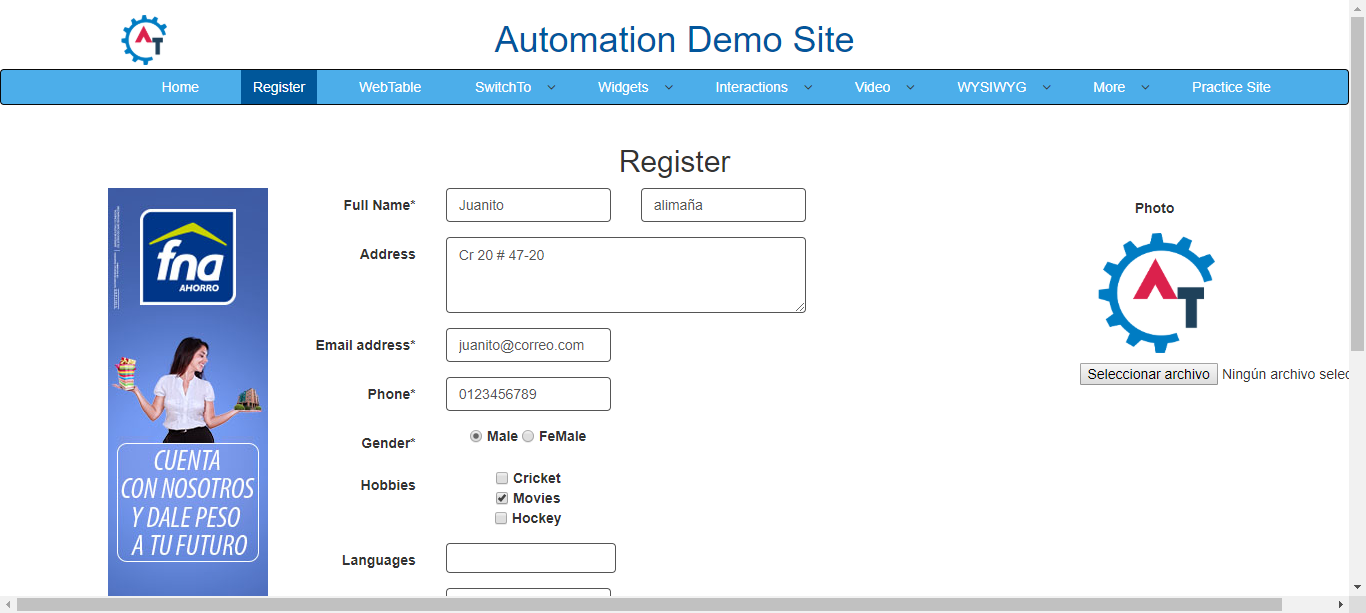 Automation Demo Site
Home Register WebTable SwitchTo Widgets Interactions Video WYSIWYG More Practice Site
Register
Full Name* Juanito alimaña
Address Cr 20 # 47-20
Email address* juanito@correo.com
Phone* 0123456789
Gender* Male FeMale
Hobbies Cricket
Movies
Hockey
Languages
Photo
AT
Seleccionar archivo Ningún archivo selec
fna
AHORRO
CUENTA
CON NOSOTROS
Y DALE PESO
A TU FUTURO